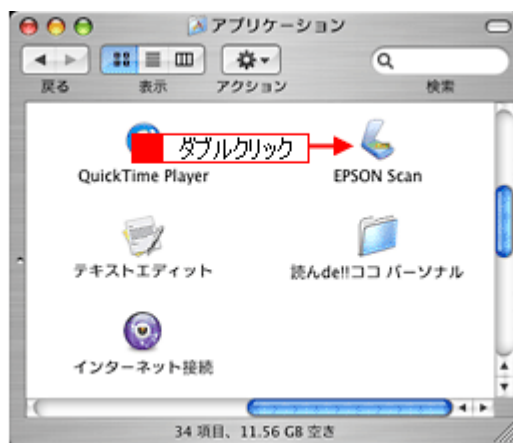 アプリケーション
戻る
表示
アクション
検索
ダブルクリック
QuickTime Player
EPSON Scan
テキストエディット
読んde!!ココ パーソナル
インターネット接続
34 項目、11.56 GB 空き